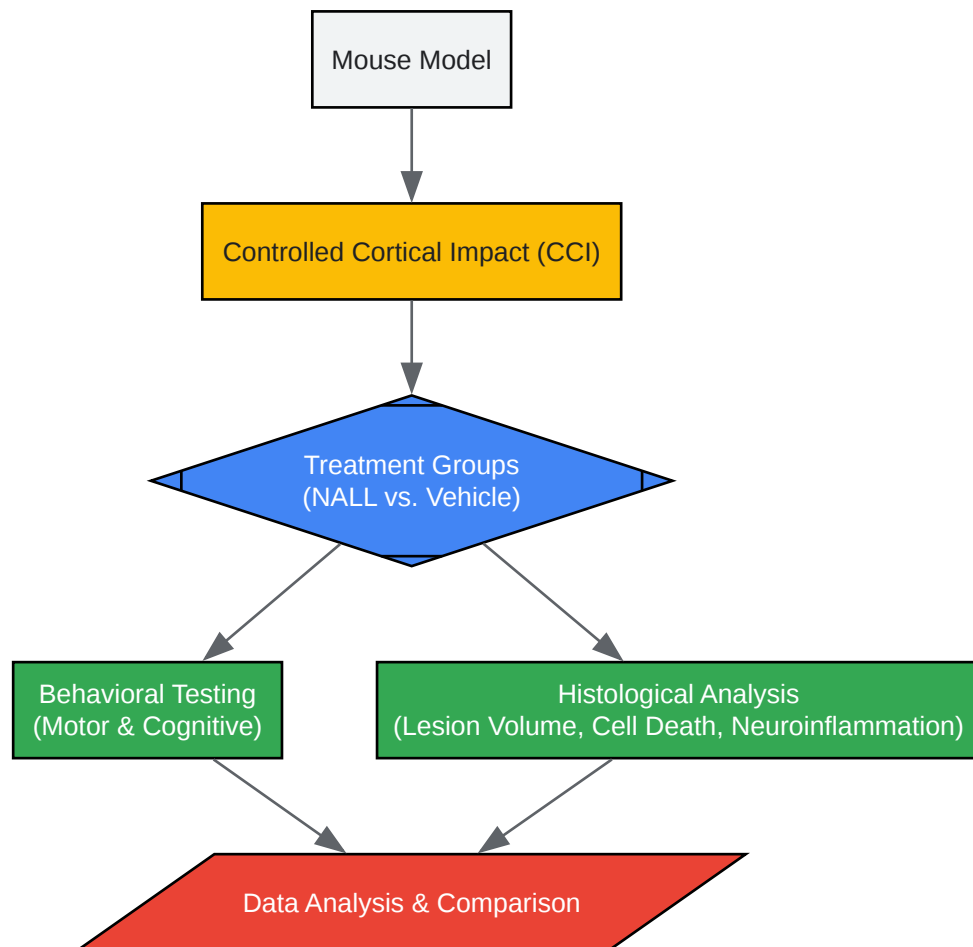 Mouse Model
Controlled Cortical Impact (CCI)
Treatment Groups
(NALL vs. Vehicle)
Behavioral Testing
(Motor & Cognitive)
Histological Analysis
(Lesion Volume, Cell Death, Neuroinflammation)
Data Analysis & Comparison